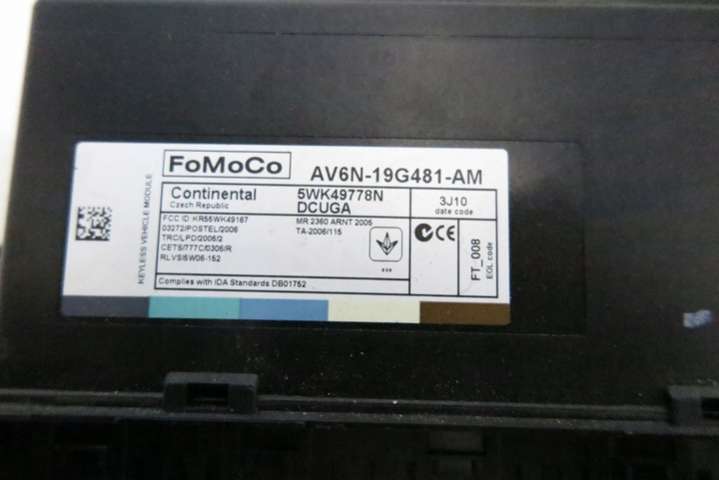 KEYLESS VEHICLE MODULE
FoMoCo
AV6N-19G481-AM
Continental
Czech Republic
5WK49778N
DCUGA
3J10
date code
FCC ID: KR55WK49167
03272/POSTEL/2006
TRC/LPD/2006/2
CET5/777C/0306/R
RLVSI5W06-152
MR 2360 ARNT 2006
TA-2006/115
CE
FT_008
EOL code
Complies with IDA Standards DB01752